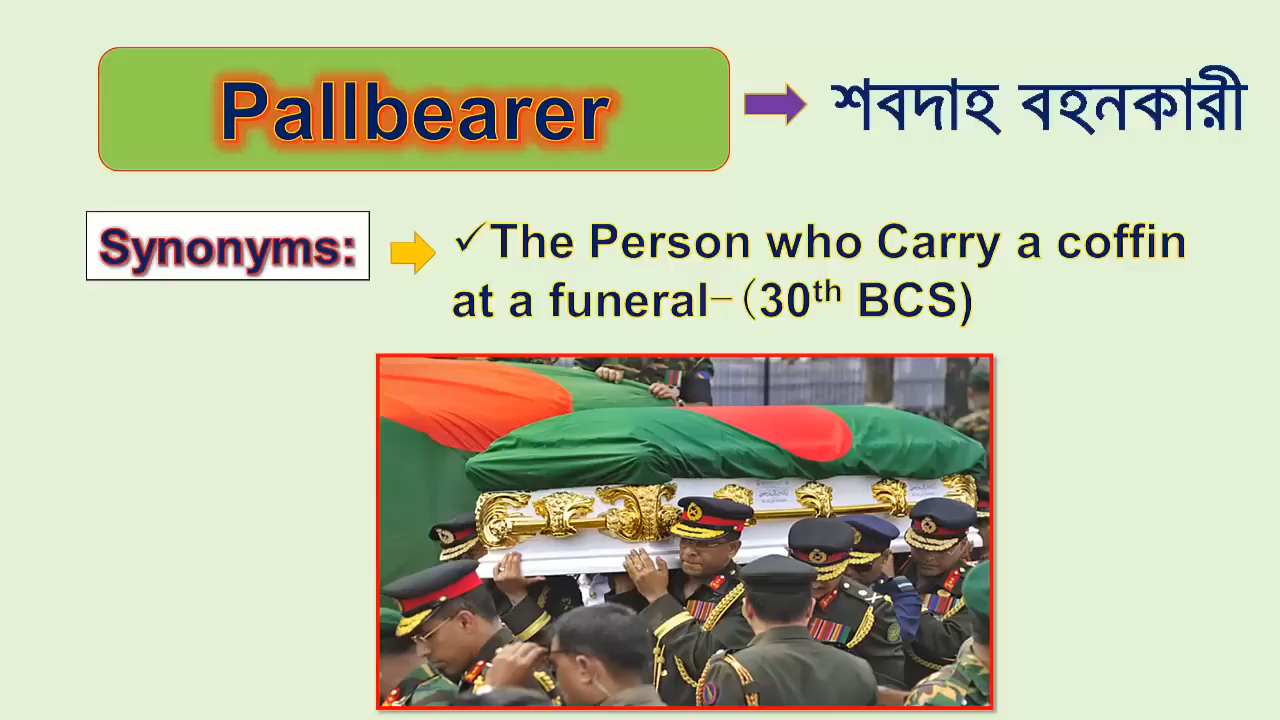 Pallbearer
শবদাহ বহনকারী
Synonyms:
✓The Person who Carry a coffin
at a funeral–(30th BCS)